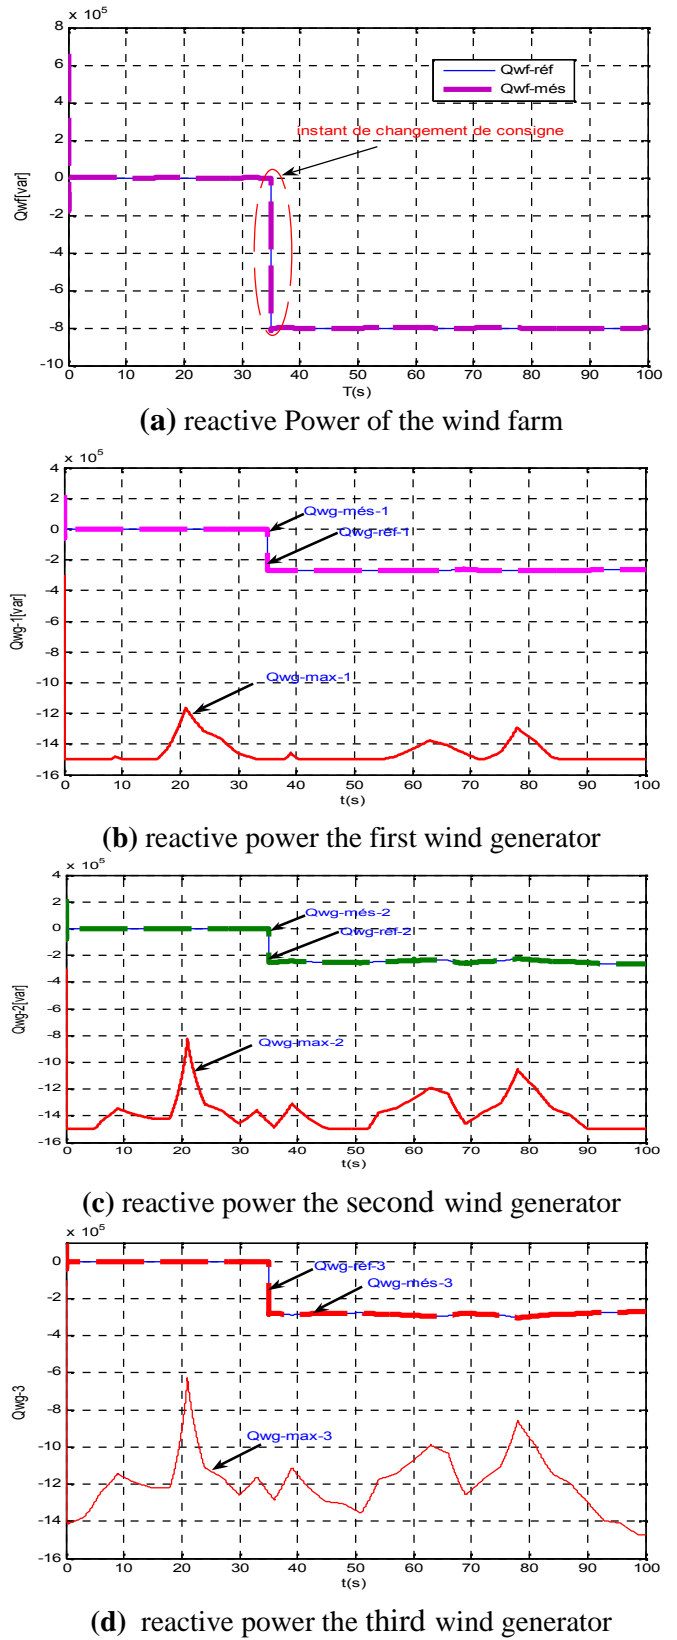 x 10⁵
8
6
4
2
0
-2
-4
-6
-8
-10
Qwf[var]
Qwf-réf
Qwf-més
instant de changement de consigne
0 10 20 30 40 50 60 70 80 90 100
T(s)
(a) reactive Power of the wind farm
x 10⁵
4
2
0
-2
-4
-6
-8
-10
-12
-14
-16
Qwg-1[var]
Qwg-més-1
Qwg-réf-1
Qwg-max-1
0 10 20 30 40 50 60 70 80 90 100
t(s)
(b) reactive power the first wind generator
x 10⁵
4
2
0
-2
-4
-6
-8
-10
-12
-14
-16
Qwg-2[var]
Qwg-més-2
Qwg-réf-2
Qwg-max-2
0 10 20 30 40 50 60 70 80 90 100
t(s)
(c) reactive power the second wind generator
x 10⁵
0
-2
-4
-6
-8
-10
-12
-14
-16
Qwg-3
Qwg-réf-3
Qwg-més-3
Qwg-max-3
0 10 20 30 40 50 60 70 80 90 100
t(s)
(d) reactive power the third wind generator